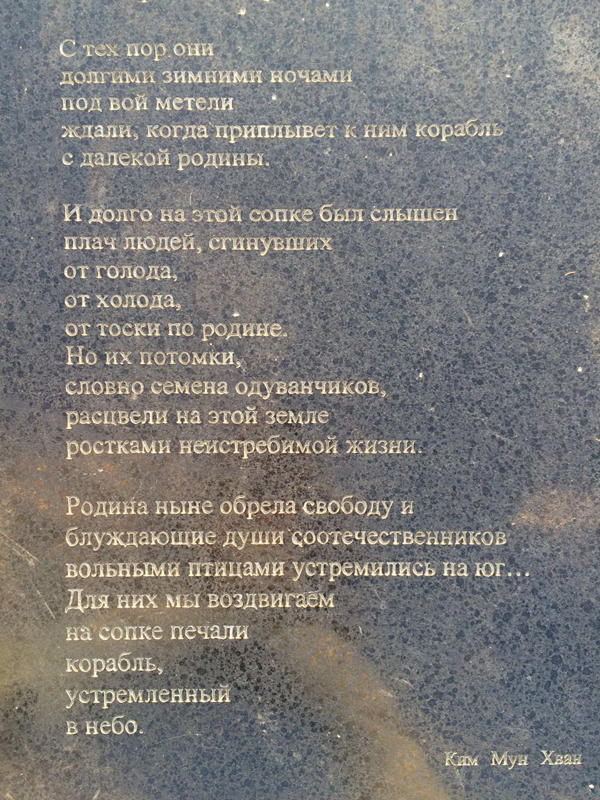 С тех пор они
долгими зимними ночами
под вой метели
ждали, когда приплывет к ним корабль
с далекой родины.
И долго на этой сопке был слышен
плач людей, сгинувших
от голода,
от холода,
от тоски по родине.
Но их потомки,
словно семена одуванчиков,
расцвели на этой земле
ростками неистребимой жизни.
Родина ныне обрела свободу и
блуждающие души соотечественников
вольными птицами устремились на юг...
Для них мы воздвигаем
на сопке печали
корабль,
устремленный
в небо.
Ким Мун Хван